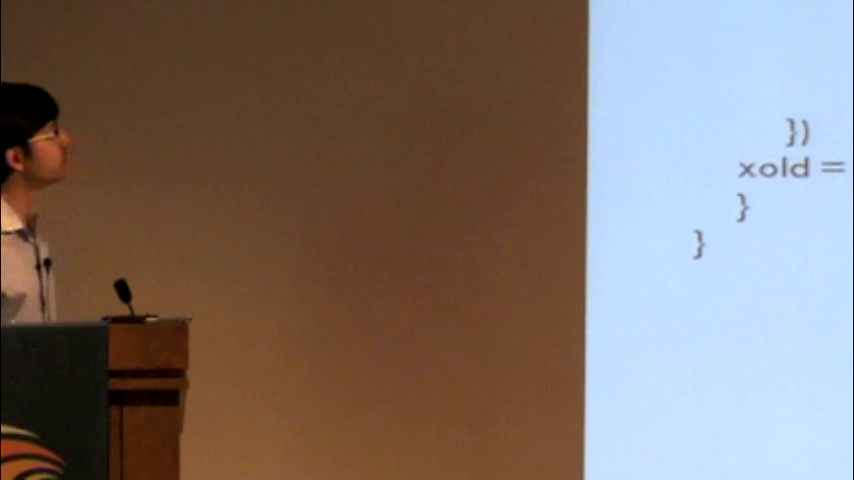 })
xold =
}
}